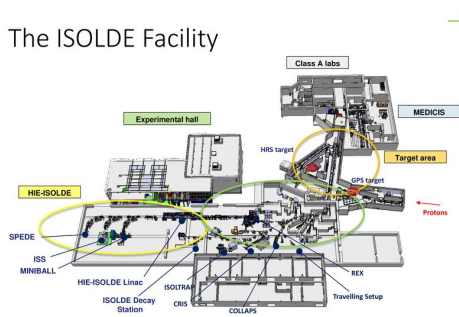 The ISOLDE Facility
Class A labs
MEDICIS
Experimental hall
HRS target
Target area
GPS target
HIE-ISOLDE
Protons
SPEDE
ISS
MINIBALL
HIE-ISOLDE Linac
ISOLTRAP
REX
ISOLDE Decay
Station
CRIS
Travelling Setup
COLLAPS